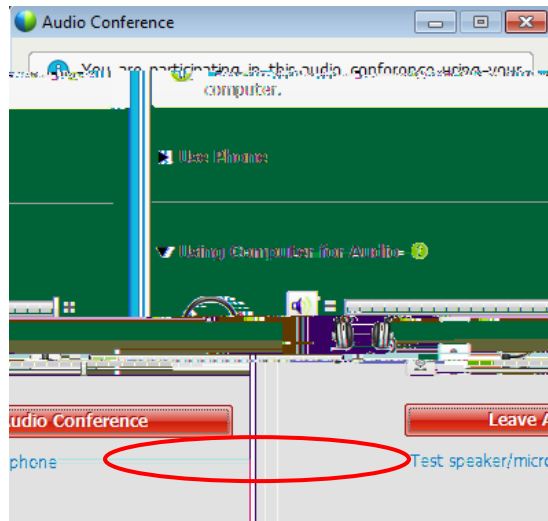 Audio Conference
You are participating in this audio conference using your
computer.
Use Phone
Using Computer for Audio
udio Conference
Leave A
phone
Test speaker/micro